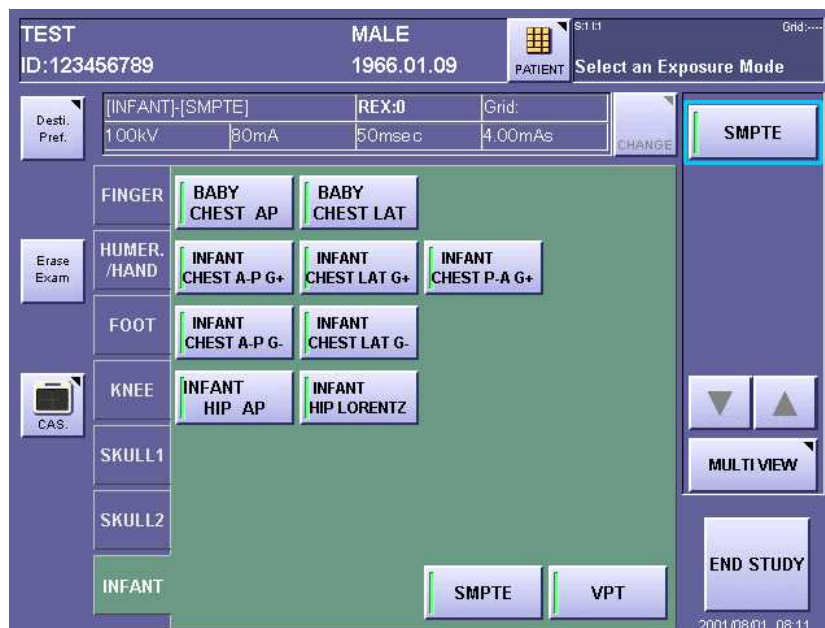 TEST
MALE
ID:123456789
1966.01.09
PATIENT
S:1 I:1
Grid:----
Select an Exposure Mode
Desti.
Pref.
[INFANT]-[SMPTE]
REX:0
Grid:
100kV
80mA
50msec
4.00mAs
CHANGE
SMPTE
FINGER
BABY
CHEST AP
BABY
CHEST LAT
Erase
Exam
HUMER.
/HAND
INFANT
CHEST A-P G+
INFANT
CHEST LAT G+
INFANT
CHEST P-A G+
FOOT
INFANT
CHEST A-P G-
INFANT
CHEST LAT G-
CAS.
KNEE
INFANT
HIP AP
INFANT
HIP LORENTZ
SKULL1
MULTI VIEW
SKULL2
INFANT
SMPTE
VPT
END STUDY
2001/08/01 08:11